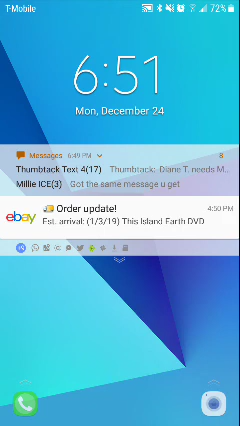 T-Mobile 72%
6:51
Mon, December 24
Messages 6:49 PM 8
Thumbtack Text 4(17) Thumbtack: Diane T. needs M...
Millie ICE(3) Got the same message u get
Order update! 4:50 PM
ebay Est. arrival: (1/3/19) This Island Earth DVD